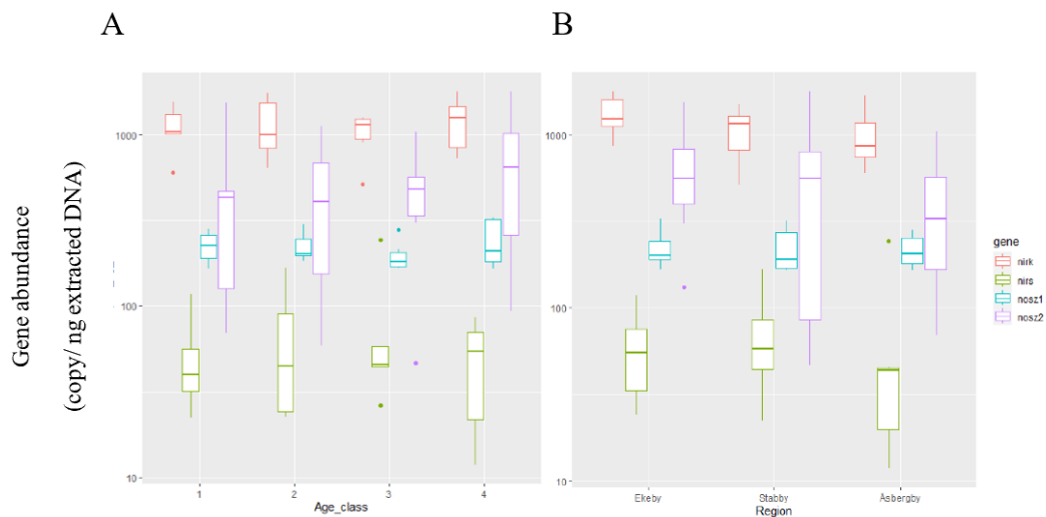 A
B
Gene abundance
(copy/ ng extracted DNA)
1000
100
10
1
2
3
4
Age_class
1000
100
10
Ekeby
Stabby
Asbergby
Region
gene
nirk
nirs
nosz1
nosz2